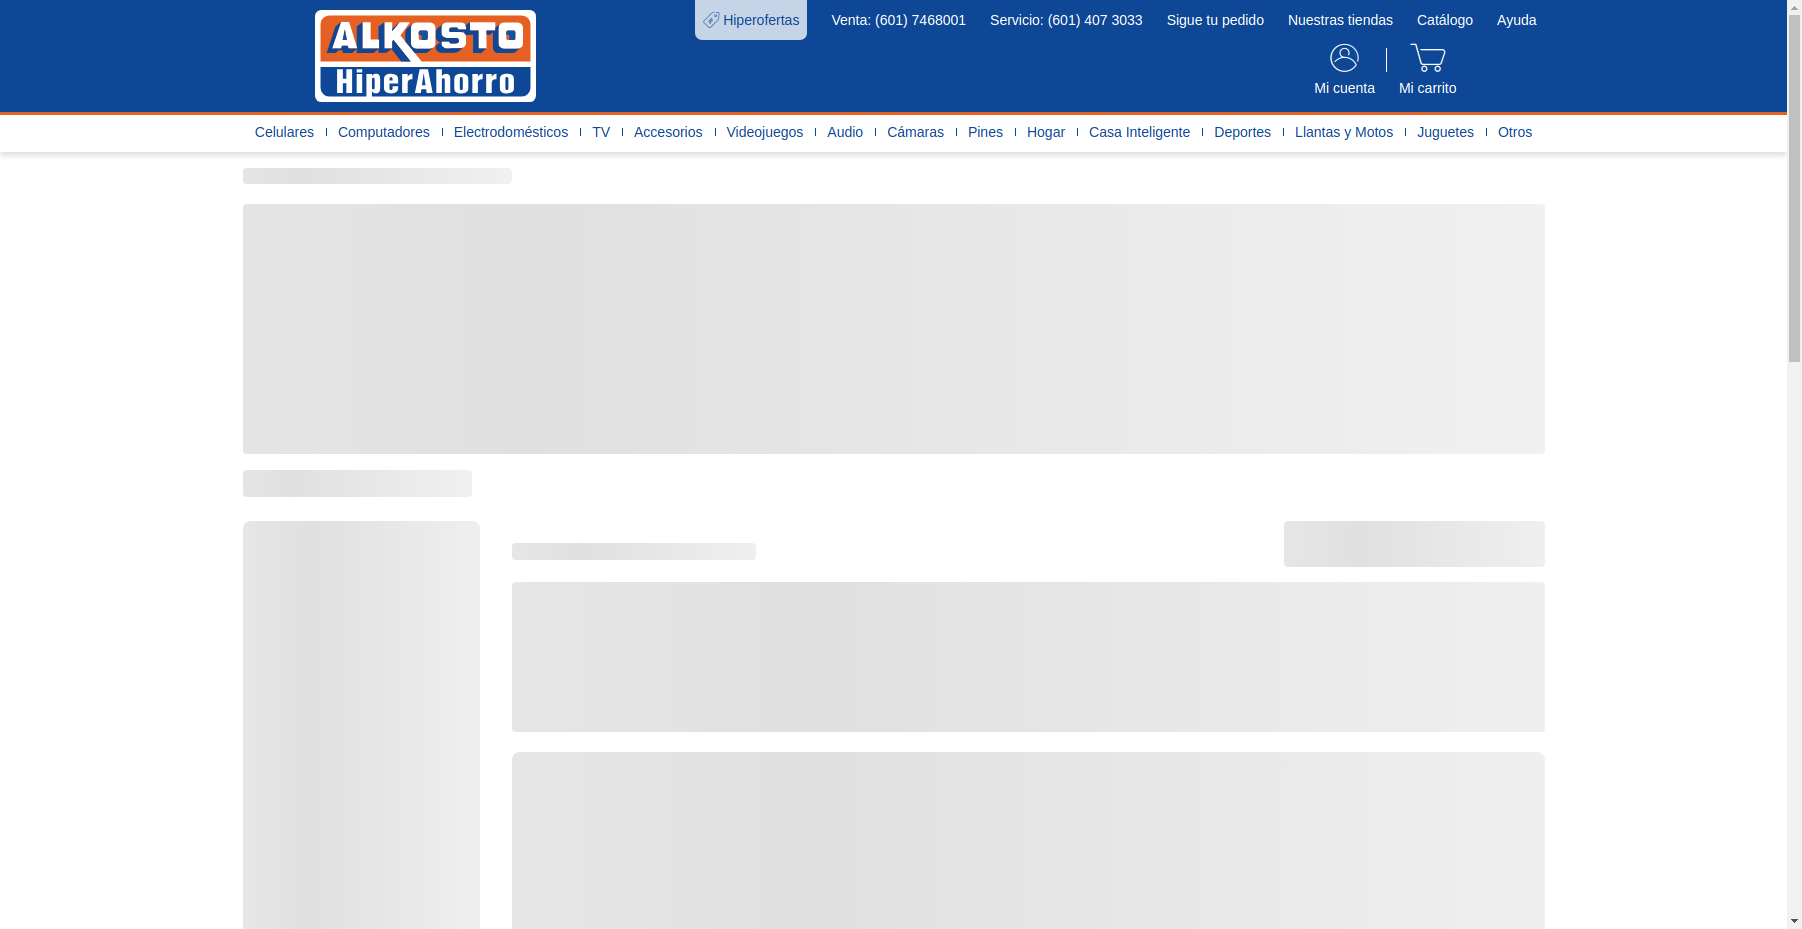 Hiperofertas Venta: (601) 7468001 Servicio: (601) 407 3033 Sigue tu pedido Nuestras tiendas Catálogo Ayuda
ALKOSTO
HiperAhorro
Mi cuenta Mi carrito
Celulares Computadores Electrodomésticos TV Accesorios Videojuegos Audio Cámaras Pines Hogar Casa Inteligente Deportes Llantas y Motos Juguetes Otros